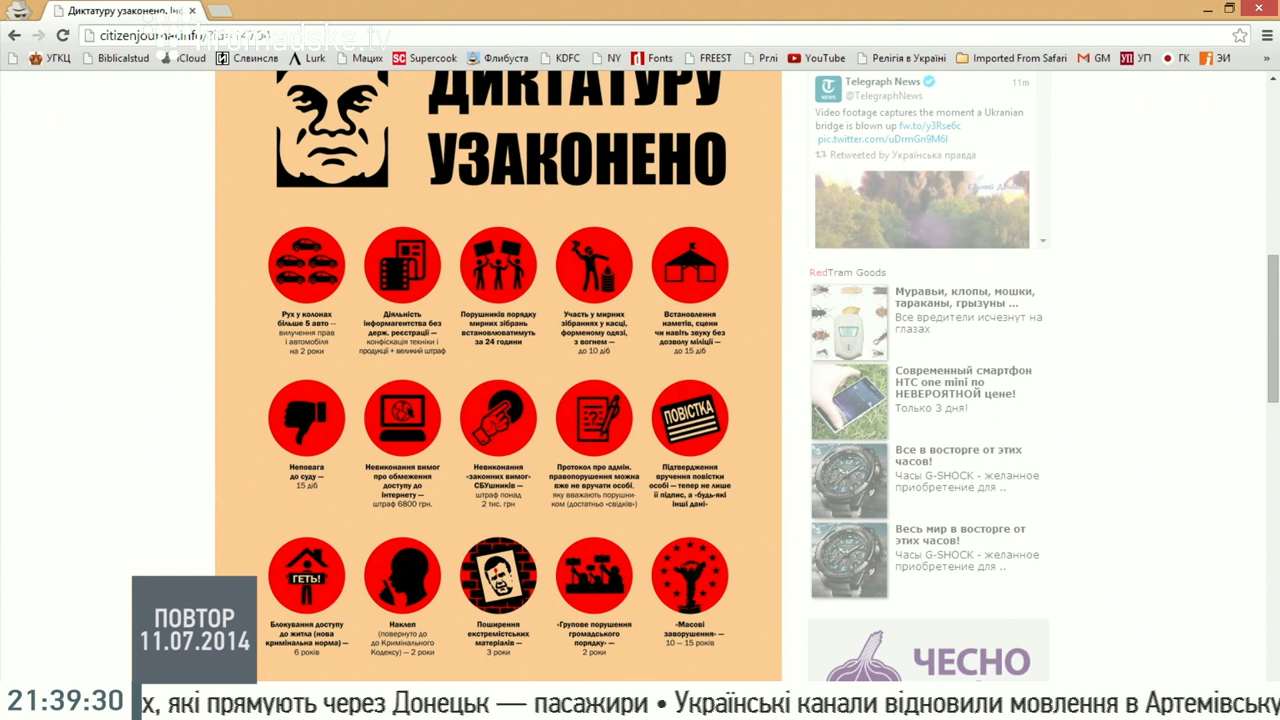 Диктатуру узаконено, Інс
citizenjournal.info
hromadske.tv
УГКЦ
Biblicalstud
iCloud
Слвинслв
Lurk
Мацих
Supercook
Флибуста
KDFC
NY
Fonts
FREEST
Pглі
YouTube
Релігія в Україні
Imported From Safari
GM
УП
ГК
ЭИ
ДИКТАТУРУ
УЗАКОНЕНО
Рух у колонах
більше 5 авто —
вилучення прав
і автомобіля
на 2 роки
Діяльність
інформагентства без
держ. реєстрації —
конфіскація техніки і
продукції + великий штраф
Порушників порядку
мирних зібрань
встановлюватимуть
за 24 години
Участь у мирних
зібраннях у касці,
форменому одязі,
з вогнем —
до 10 діб
Встановлення
наметів, сцени
чи навіть звуку без
дозволу міліції —
до 15 діб
Неповага
до суду —
15 діб
Невиконання вимог
про обмеження
доступу до
інтернету —
штраф 6800 грн.
Невиконання
«законних вимог»
СБУшників —
штраф понад
2 тис. грн
Протокол про адмін.
правопорушення можна
вже не вручати особі,
яку вважають порушни-
ком (достатньо «свідків»)
ПОВІСТКА
Підтвердження
вручення повістки
особі — тепер не лише
її підпис, а «будь-які
інші дані»
ГЕТЬ!
Блокування доступу
до житла (нова
кримінальна норма) —
6 років
Наклеп
(повернуто до
до Кримінального
Кодексу) — 2 роки
Поширення
екстремістських
матеріалів —
3 роки
«Групове порушення
громадського
порядку» —
2 роки
«Масові
заворушення» —
10 — 15 років
Telegraph News
11m
@TelegraphNews
Video footage captures the moment a Ukranian
bridge is blown up fw.to/y3Rse6c
pic.twitter.com/uDrmGn9M6I
Retweeted by Українська правда
RedTram Goods
Муравьи, клопы, мошки,
тараканы, грызуны ...
Все вредители исчезнут на
глазах
Современный смартфон
HTC one mini по
НЕВЕРОЯТНОЙ цене!
Только 3 дня!
Все в восторге от этих
часов!
Часы G-SHOCK - желанное
приобретение для ..
Весь мир в восторге от
этих часов!
Часы G-SHOCK - желанное
приобретение для ..
ЧЕСНО
ПОВТОР
11.07.2014
21:39:30
х, які прямують через Донецьк — пасажири • Українські канали відновили мовлення в Артемівську